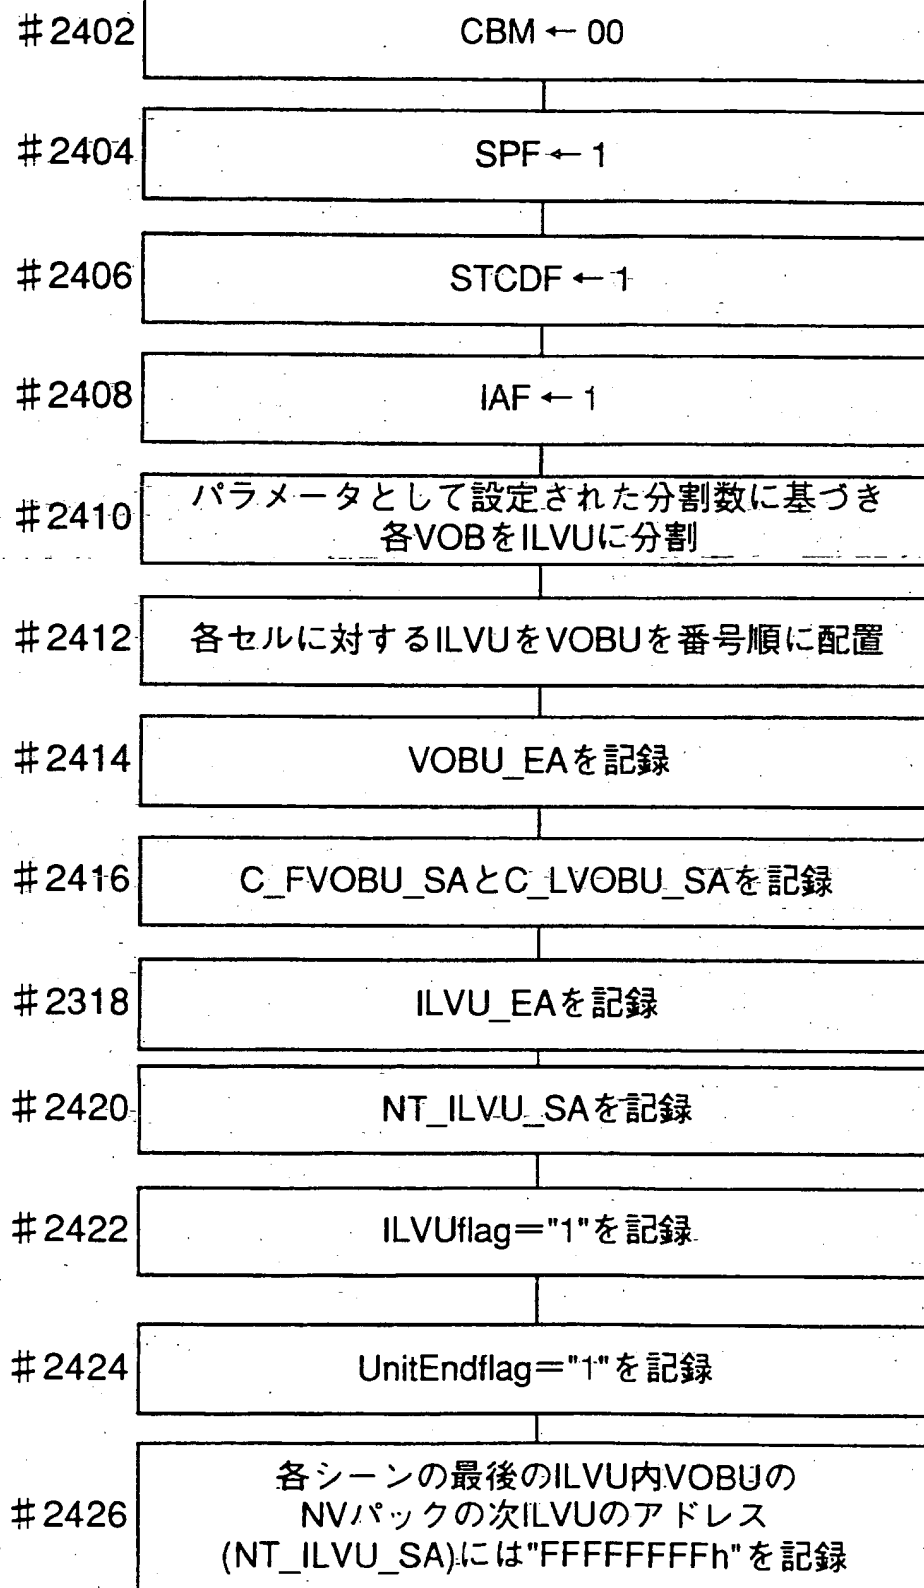 #2402 CBM ← 00
#2404 SPF ← 1
#2406 STCDF ← 1
#2408 IAF ← 1
#2410 パラメータとして設定された分割数に基づき
各VOBをILVUに分割
#2412 各セルに対するILVUをVOBUを番号順に配置
#2414 VOBU_EAを記録
#2416 C_FVOBU_SAとC_LVOBU_SAを記録
#2318 ILVU_EAを記録
#2420 NT_ILVU_SAを記録
#2422 ILVUflag="1"を記録
#2424 UnitEndflag="1"を記録
#2426 各シーンの最後のILVU内VOBUの
NVパックの次ILVUのアドレス
(NT_ILVU_SA)には"FFFFFFFFh"を記録